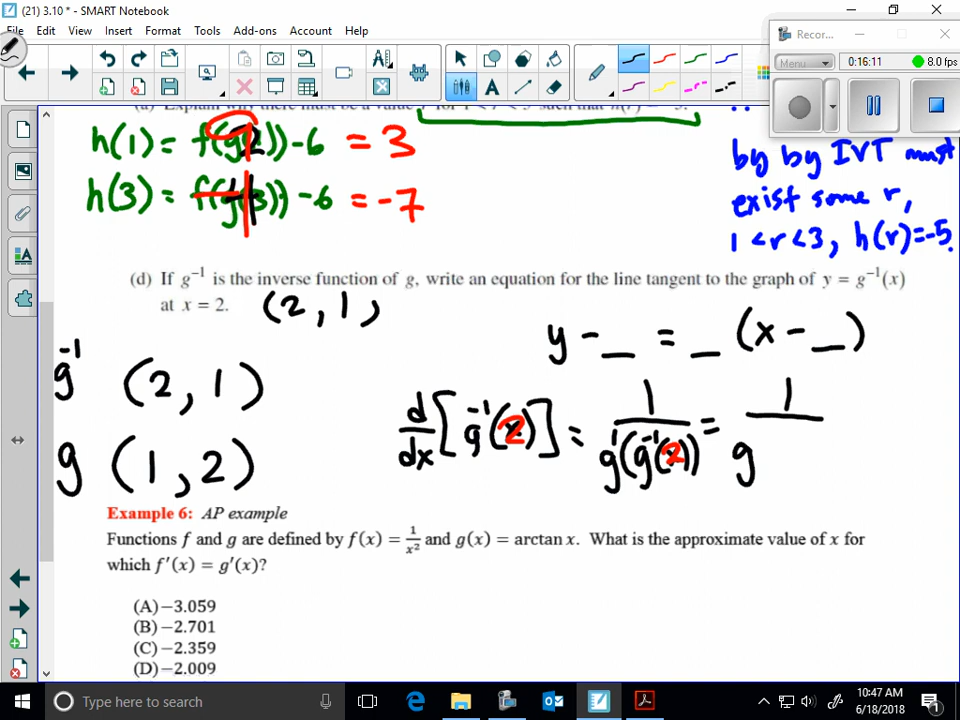 (21) 3.10 * - SMART Notebook
Recor...
File Edit View Insert Format Tools Add-ons Account Help
Menu 0:16:11 8.0 fps
h(1) = f(g( ))-6 = 3
h(3) = f(g(3))-6 = -7
by by IVT must
exist some r,
1 < r < 3, h(r)=-5.
(d) If g⁻¹ is the inverse function of g, write an equation for the line tangent to the graph of y = g⁻¹(x)
at x = 2. (2, 1)
y - _ = _ (x - _)
g⁻¹ (2, 1)
d/dx [g⁻¹(2)] = 1/g'(g⁻¹(2)) = 1/g
g (1, 2)
Example 6: AP example
Functions f and g are defined by f(x) = 1/x² and g(x) = arctan x. What is the approximate value of x for
which f′(x) = g′(x)?
(A) −3.059
(B) −2.701
(C) −2.359
(D) −2.009
Type here to search
10:47 AM
6/18/2018
1